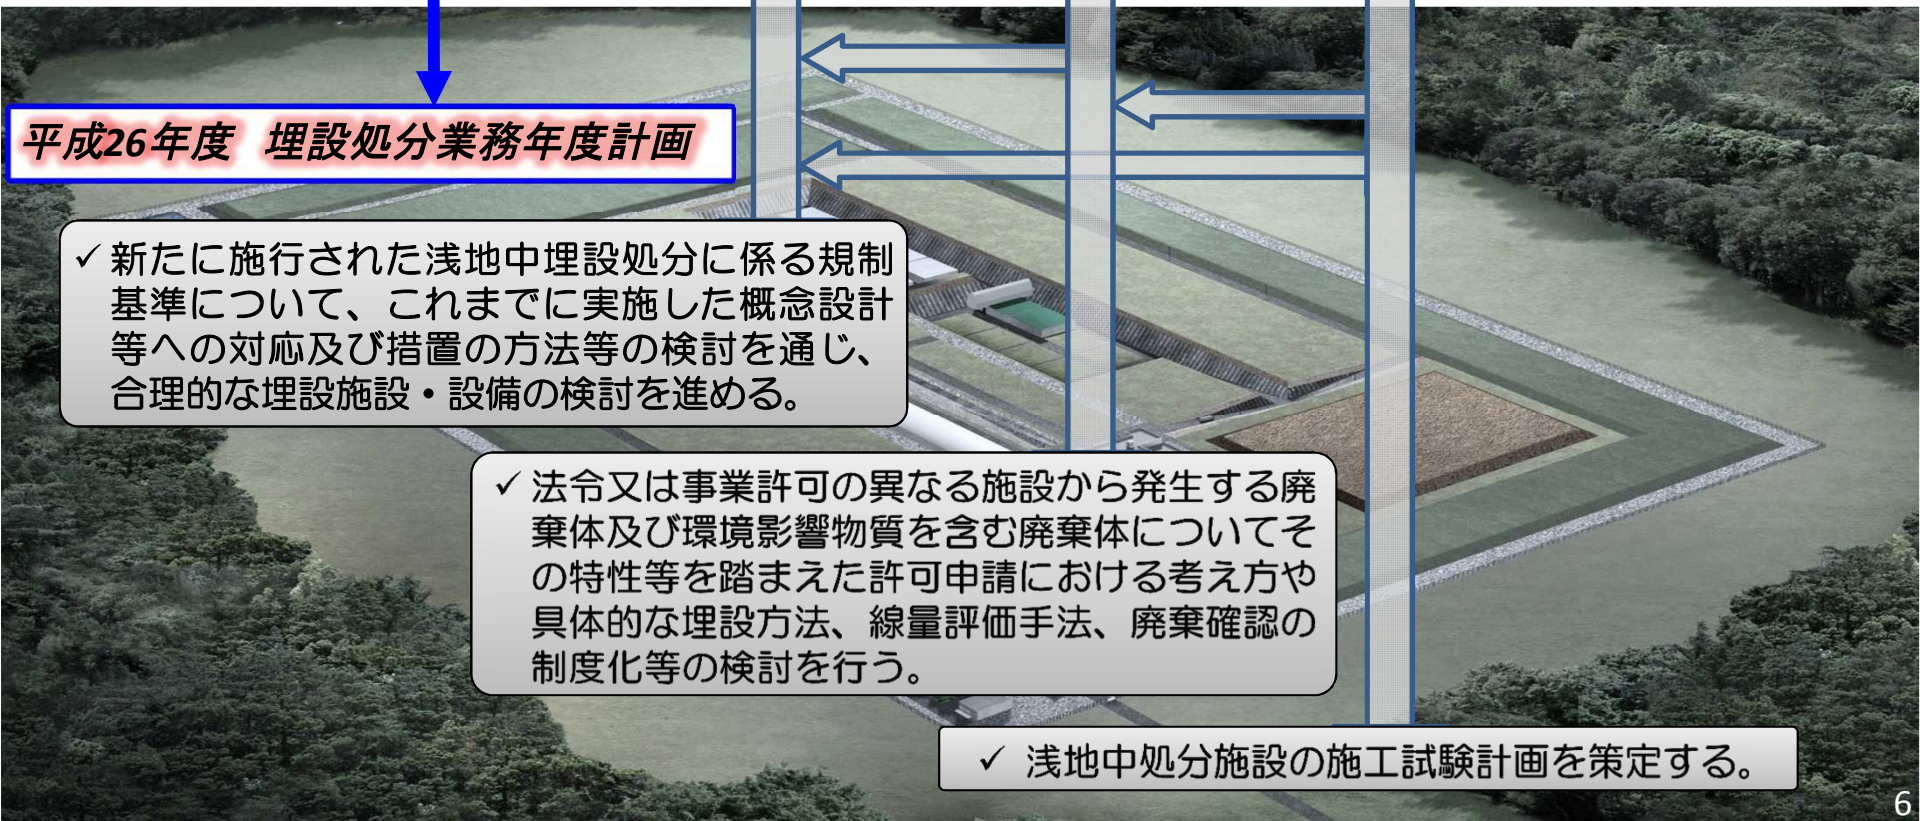 平成26年度　埋設処分業務年度計画
✓ 新たに施行された浅地中埋設処分に係る規制
基準について、これまでに実施した概念設計
等への対応及び措置の方法等の検討を通じ、
合理的な埋設施設・設備の検討を進める。
✓ 法令又は事業許可の異なる施設から発生する廃
棄体及び環境影響物質を含む廃棄体についてそ
の特性等を踏まえた許可申請における考え方や
具体的な埋設方法、線量評価手法、廃棄確認の
制度化等の検討を行う。
✓ 浅地中処分施設の施工試験計画を策定する。
6